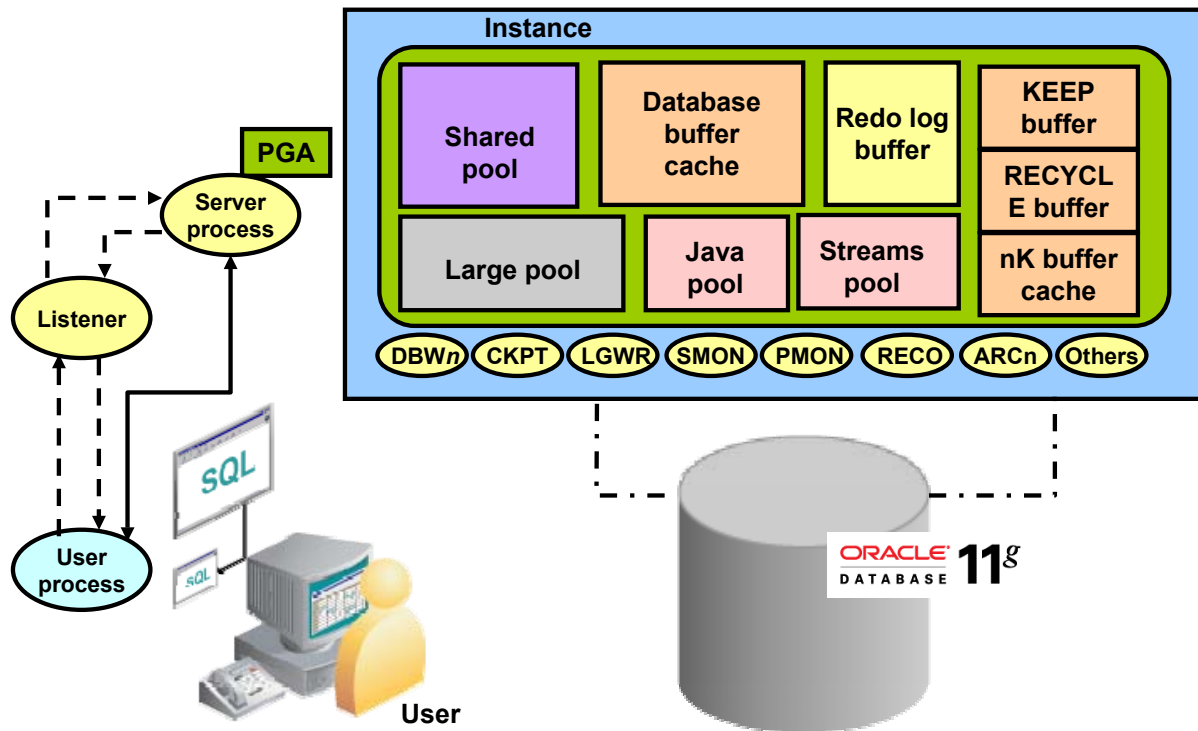 Instance
Shared
pool
Database
buffer
cache
Redo log
buffer
KEEP
buffer
RECYCL
E buffer
nK buffer
cache
Large pool
Java
pool
Streams
pool
DBWn
CKPT
LGWR
SMON
PMON
RECO
ARCn
Others
PGA
Server
process
Listener
User
process
SQL
SQL
User
ORACLE
DATABASE
11g